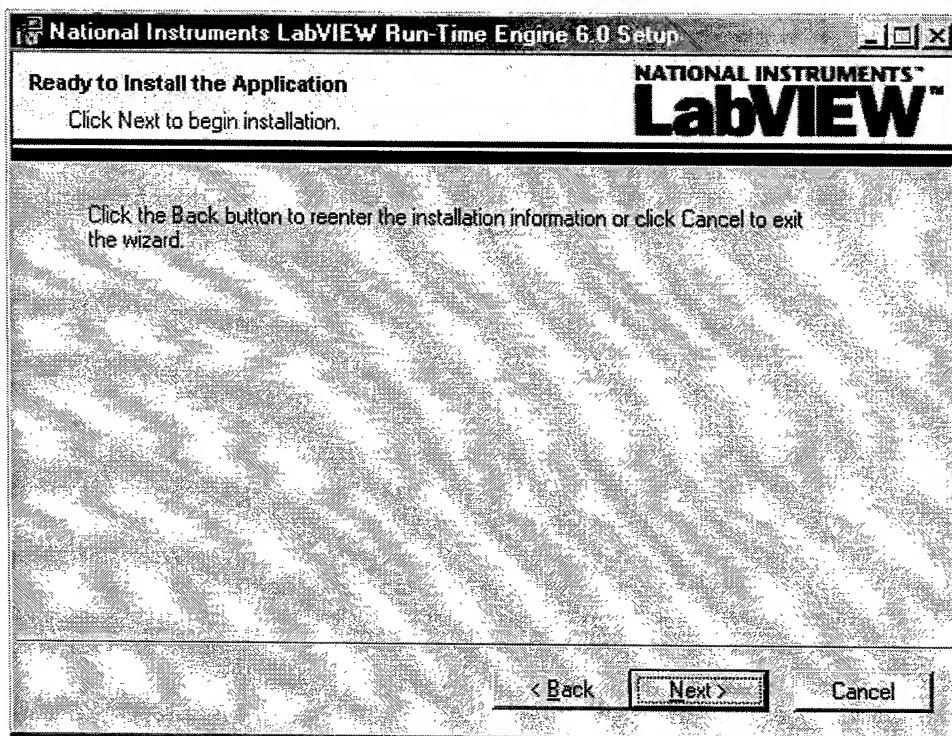 National Instruments LabVIEW Run-Time Engine 6.0 Setup
Ready to Install the Application
Click Next to begin installation.
NATIONAL INSTRUMENTS™
LabVIEW™
Click the Back button to reenter the installation information or click Cancel to exit
the wizard.
< Back Next > Cancel